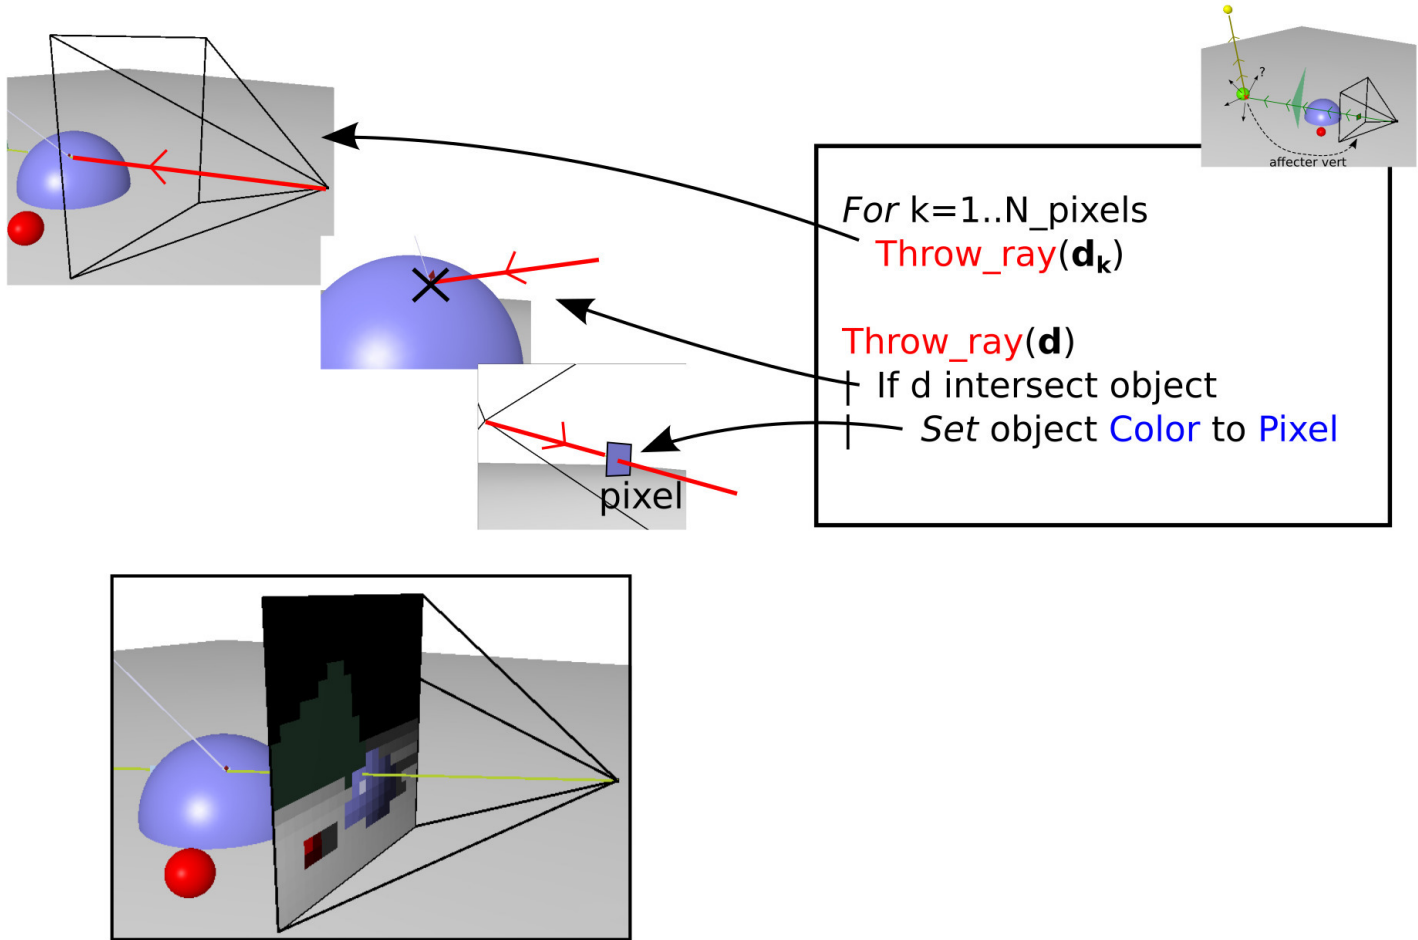 ?
affecter vert
For k=1..N_pixels
Throw_ray(dk)
Throw_ray(d)
| If d intersect object
| Set object Color to Pixel
pixel